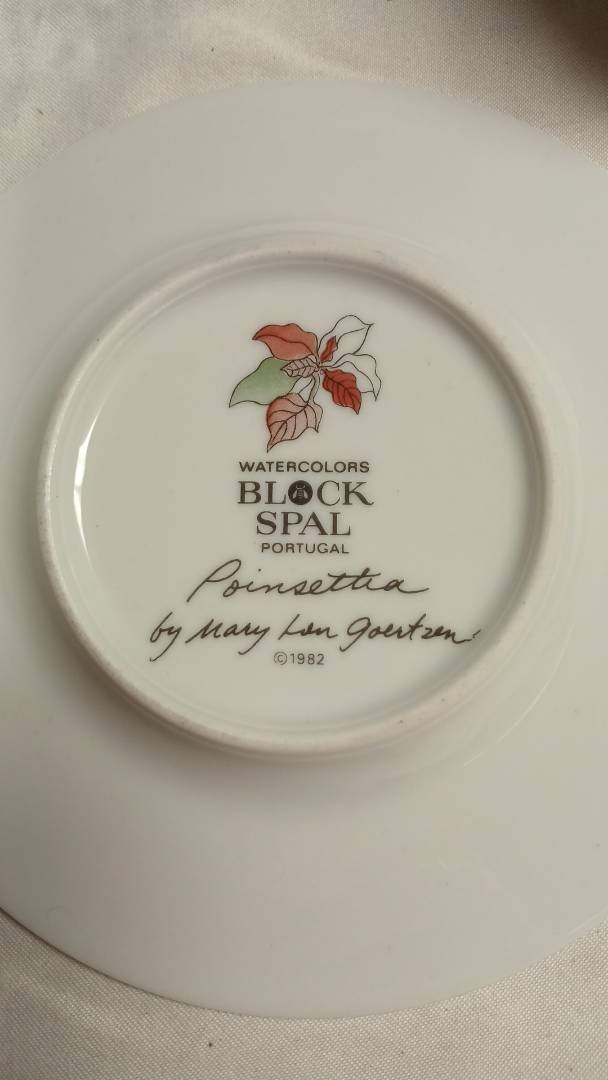 WATERCOLORS
BLOCK
SPAL
PORTUGAL
Poinsettia
by Mary Lou Goertzen
©1982